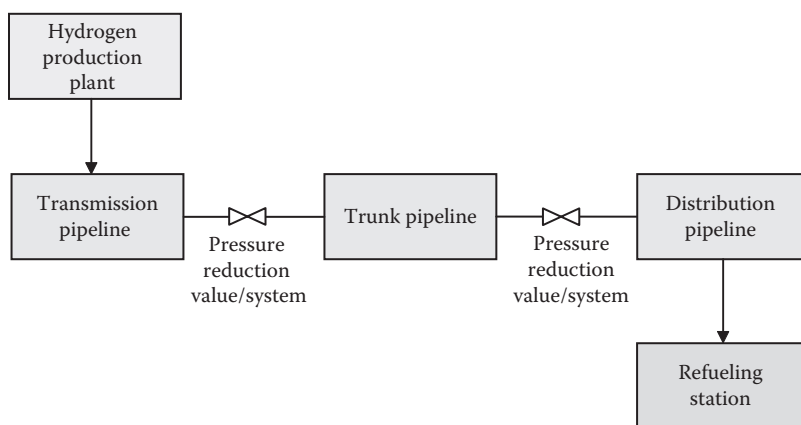 Hydrogen
production
plant
Transmission
pipeline
Pressure
reduction
value/system
Trunk pipeline
Pressure
reduction
value/system
Distribution
pipeline
Refueling
station